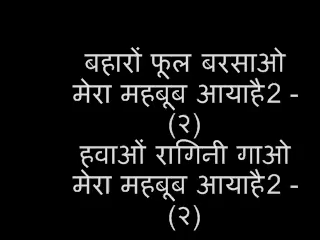 बहारों फूल बरसाओ
मेरा महबूब आयाहै2 -
(२)
हवाओं रागिनी गाओ
मेरा महबूब आयाहै2 -
(२)